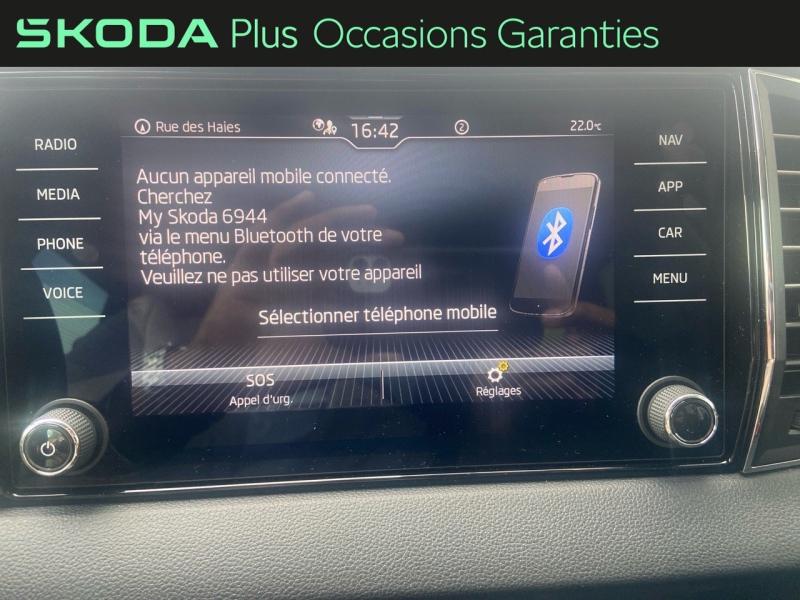 SKODA Plus Occasions Garanties
Rue des Haies 16:42 2 22.0°C
RADIO
MEDIA
PHONE
VOICE
Aucun appareil mobile connecté.
Cherchez
My Skoda 6944
via le menu Bluetooth de votre
téléphone.
Veuillez ne pas utiliser votre appareil
Sélectionner téléphone mobile
SOS
Appel d'urg.
Réglages
NAV
APP
CAR
MENU